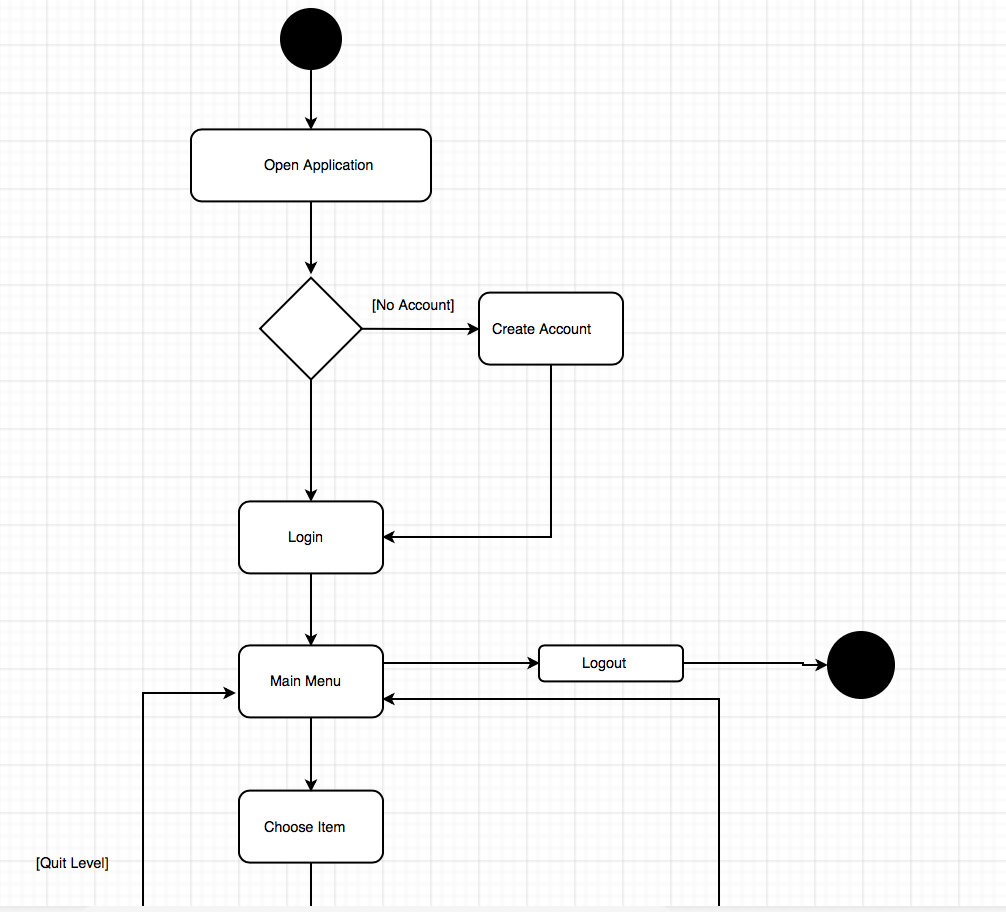 Open Application
[No Account]
Create Account
Login
Logout
Main Menu
Choose Item
[Quit Level]